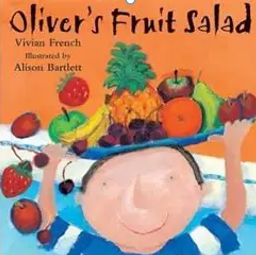 Oliver's Fruit Salad
Vivian French
Illustrated by
Alison Bartlett